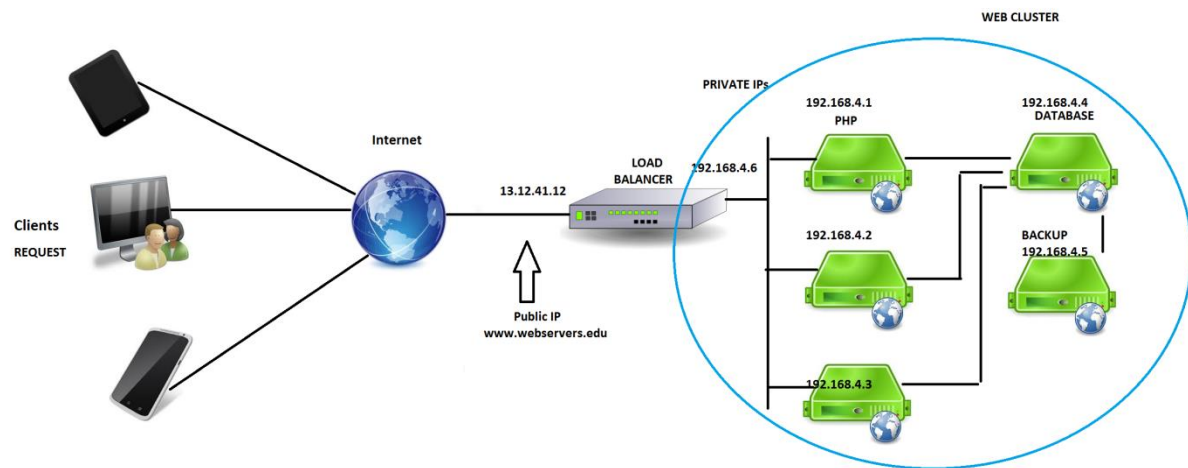 WEB CLUSTER
PRIVATE IPs
192.168.4.1
PHP
192.168.4.4
DATABASE
Internet
LOAD
BALANCER
192.168.4.6
13.12.41.12
Clients
REQUEST
192.168.4.2
BACKUP
192.168.4.5
Public IP
www.webservers.edu
192.168.4.3